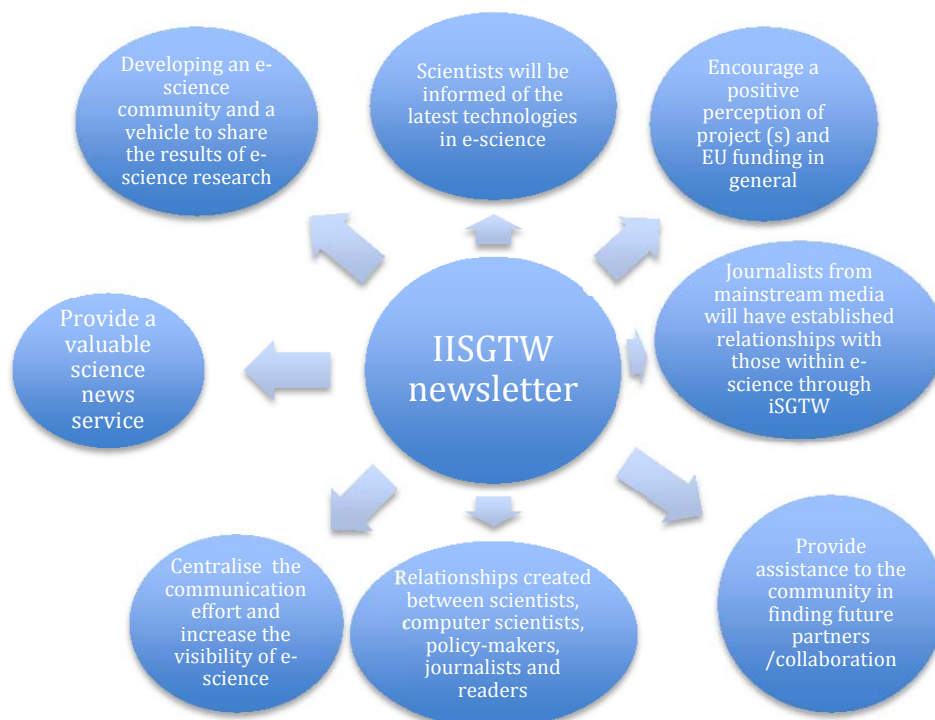 Developing an e-
science
community and a
vehicle to share
the results of e-
science research
Scientists will be
informed of the
latest technologies
in e-science
Encourage a
positive
perception of
project (s) and
EU funding in
general
Journalists from
mainstream media
will have established
relationships with
those within e-
science through
iSGTW
Provide a
valuable
science
news
service
IISGTW
newsletter
Centralise the
communication
effort and
increase the
visibility of e-
science
Relationships created
between scientists,
computer scientists,
policy-makers,
journalists and
readers
Provide
assistance to the
community in
finding future
partners
/collaboration